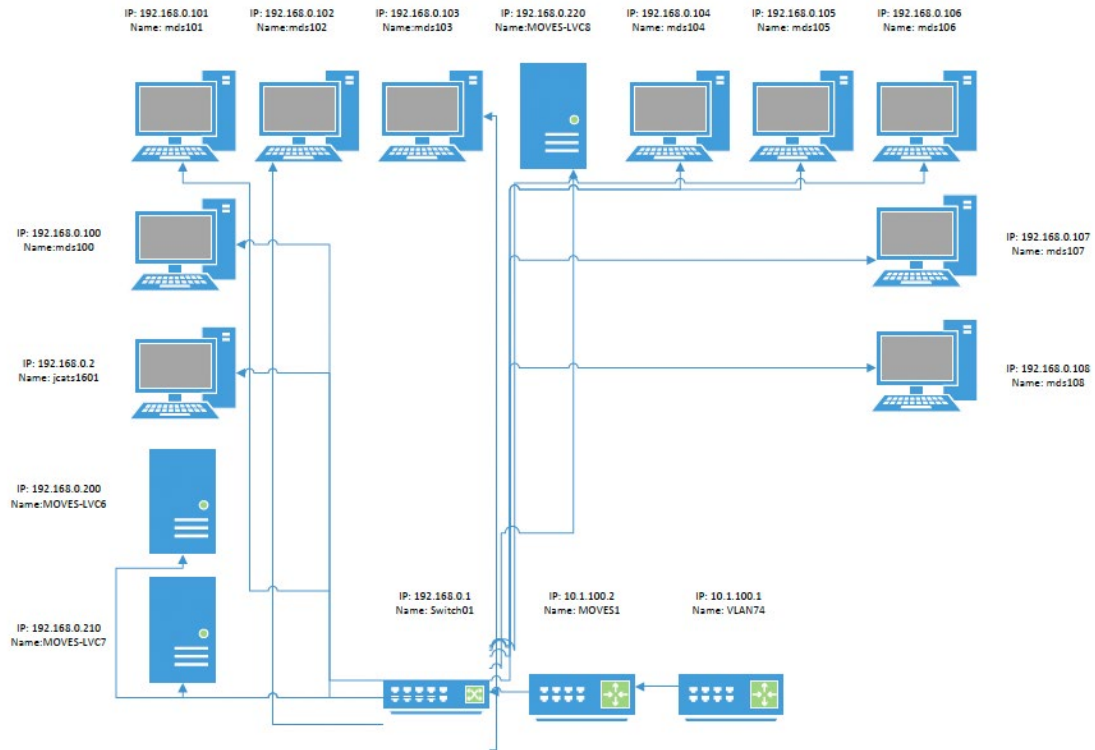 IP: 192.168.0.101
Name: mds101
IP: 192.168.0.102
Name:mds102
IP: 192.168.0.103
Name:mds103
IP: 192.168.0.220
Name:MOVES-LVC8
IP: 192.168.0.104
Name: mds104
IP: 192.168.0.105
Name: mds105
IP: 192.168.0.106
Name: mds106
IP: 192.168.0.100
Name:mds100
IP: 192.168.0.107
Name: mds107
IP: 192.168.0.2
Name: jcats1601
IP: 192.168.0.108
Name: mds108
IP: 192.168.0.200
Name:MOVES-LVC6
IP: 192.168.0.210
Name:MOVES-LVC7
IP: 192.168.0.1
Name: Switch01
IP: 10.1.100.2
Name: MOVES1
IP: 10.1.100.1
Name: VLAN74